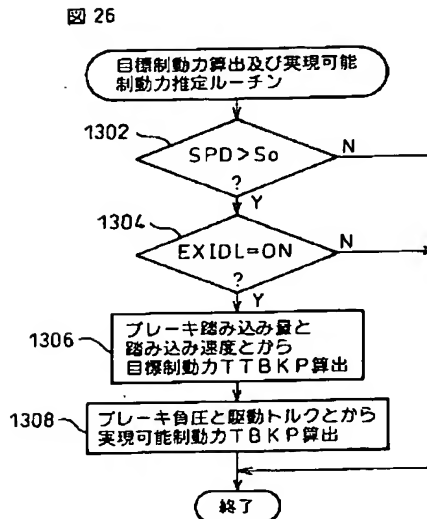 図 26
目標制動力算出及び実現可能
制動力推定ルーチン
1302
SPD>So
?
N
Y
1304
EXIDL=ON
?
N
Y
1306
ブレーキ踏み込み量と
踏み込み速度とから
目標制動力TTBKP算出
1308
ブレーキ負圧と駆動トルクとから
実現可能制動力TBKP算出
終了